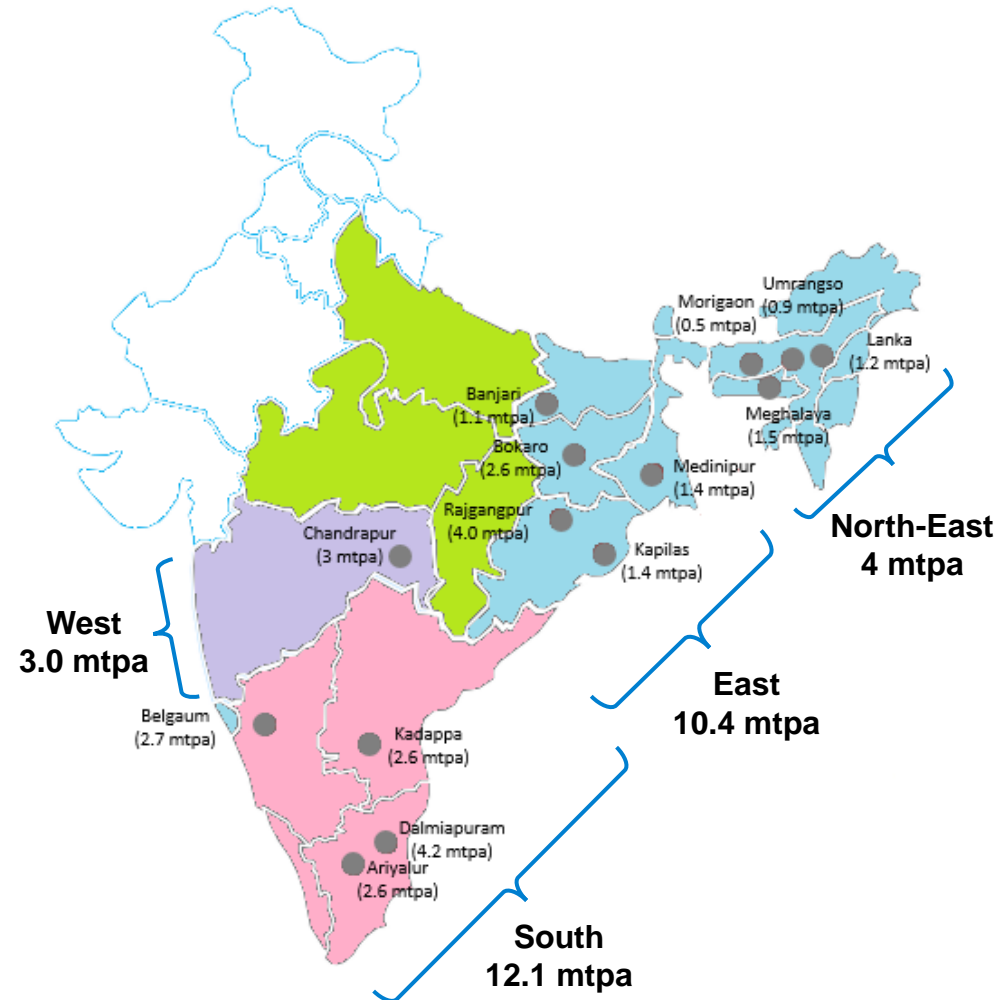 Umrangso
(0.9 mtpa)
Morigaon
(0.5 mtpa)
Lanka
(1.2 mtpa)
Banjari
(1.1 mtpa)
Meghalaya
(1.5 mtpa)
Bokaro
(2.6 mtpa)
Medinipur
(1.4 mtpa)
Rajgangpur
(4.0 mtpa)
North-East
4 mtpa
Chandrapur
(3 mtpa)
Kapilas
(1.4 mtpa)
West
3.0 mtpa
East
10.4 mtpa
Belgaum
(2.7 mtpa)
Kadappa
(2.6 mtpa)
Dalmiapuram
(4.2 mtpa)
Ariyalur
(2.6 mtpa)
South
12.1 mtpa